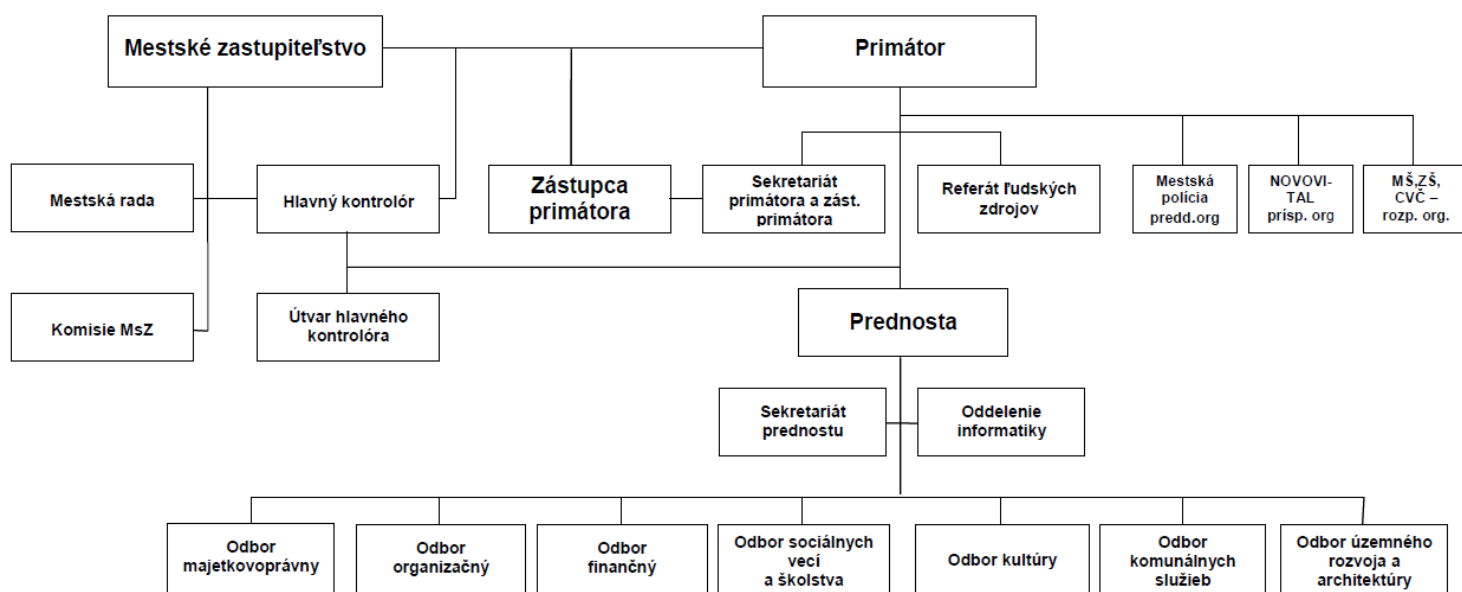 Mestské zastupiteľstvo
Primátor
Mestská rada
Hlavný kontrolór
Zástupca
primátora
Sekretariát
primátora a zást.
primátora
Referát ľudských
zdrojov
Mestská
polícia
predd.org
NOVOVI-
TAL
prísp. org
MŠ,ZŠ,
CVČ –
rozp. org.
Komisie MsZ
Útvar hlavného
kontrolóra
Prednosta
Sekretariát
prednostu
Oddelenie
informatiky
Odbor
majetkovoprávny
Odbor
organizačný
Odbor
finančný
Odbor sociálnych
vecí
a školstva
Odbor kultúry
Odbor
komunálnych
služieb
Odbor územného
rozvoja a
architektúry